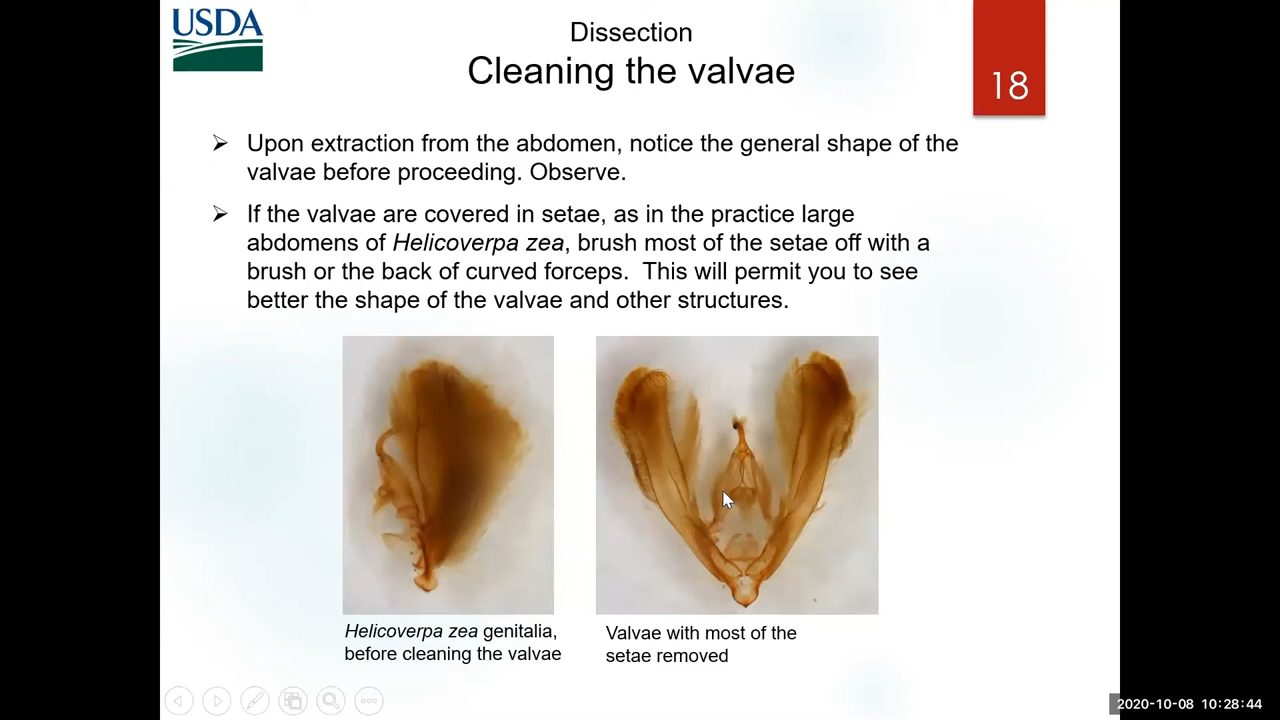 USDA
Dissection
Cleaning the valvae
18
Upon extraction from the abdomen, notice the general shape of the
valvae before proceeding. Observe.
If the valvae are covered in setae, as in the practice large
abdomens of Helicoverpa zea, brush most of the setae off with a
brush or the back of curved forceps.  This will permit you to see
better the shape of the valvae and other structures.
Helicoverpa zea genitalia,
before cleaning the valvae
Valvae with most of the
setae removed
2020-10-08 10:28:44